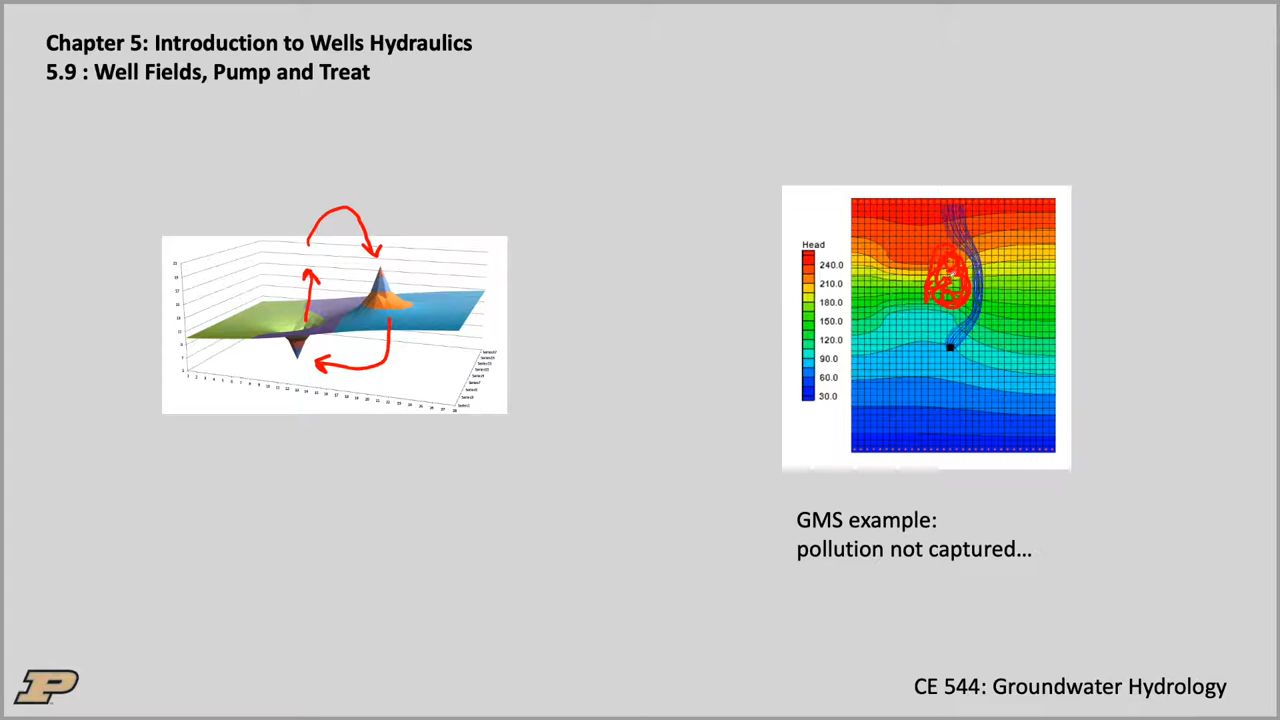 Chapter 5: Introduction to Wells Hydraulics
5.9 : Well Fields, Pump and Treat
Head
240.0
210.0
180.0
150.0
120.0
90.0
60.0
30.0
GMS example:
pollution not captured…
CE 544: Groundwater Hydrology